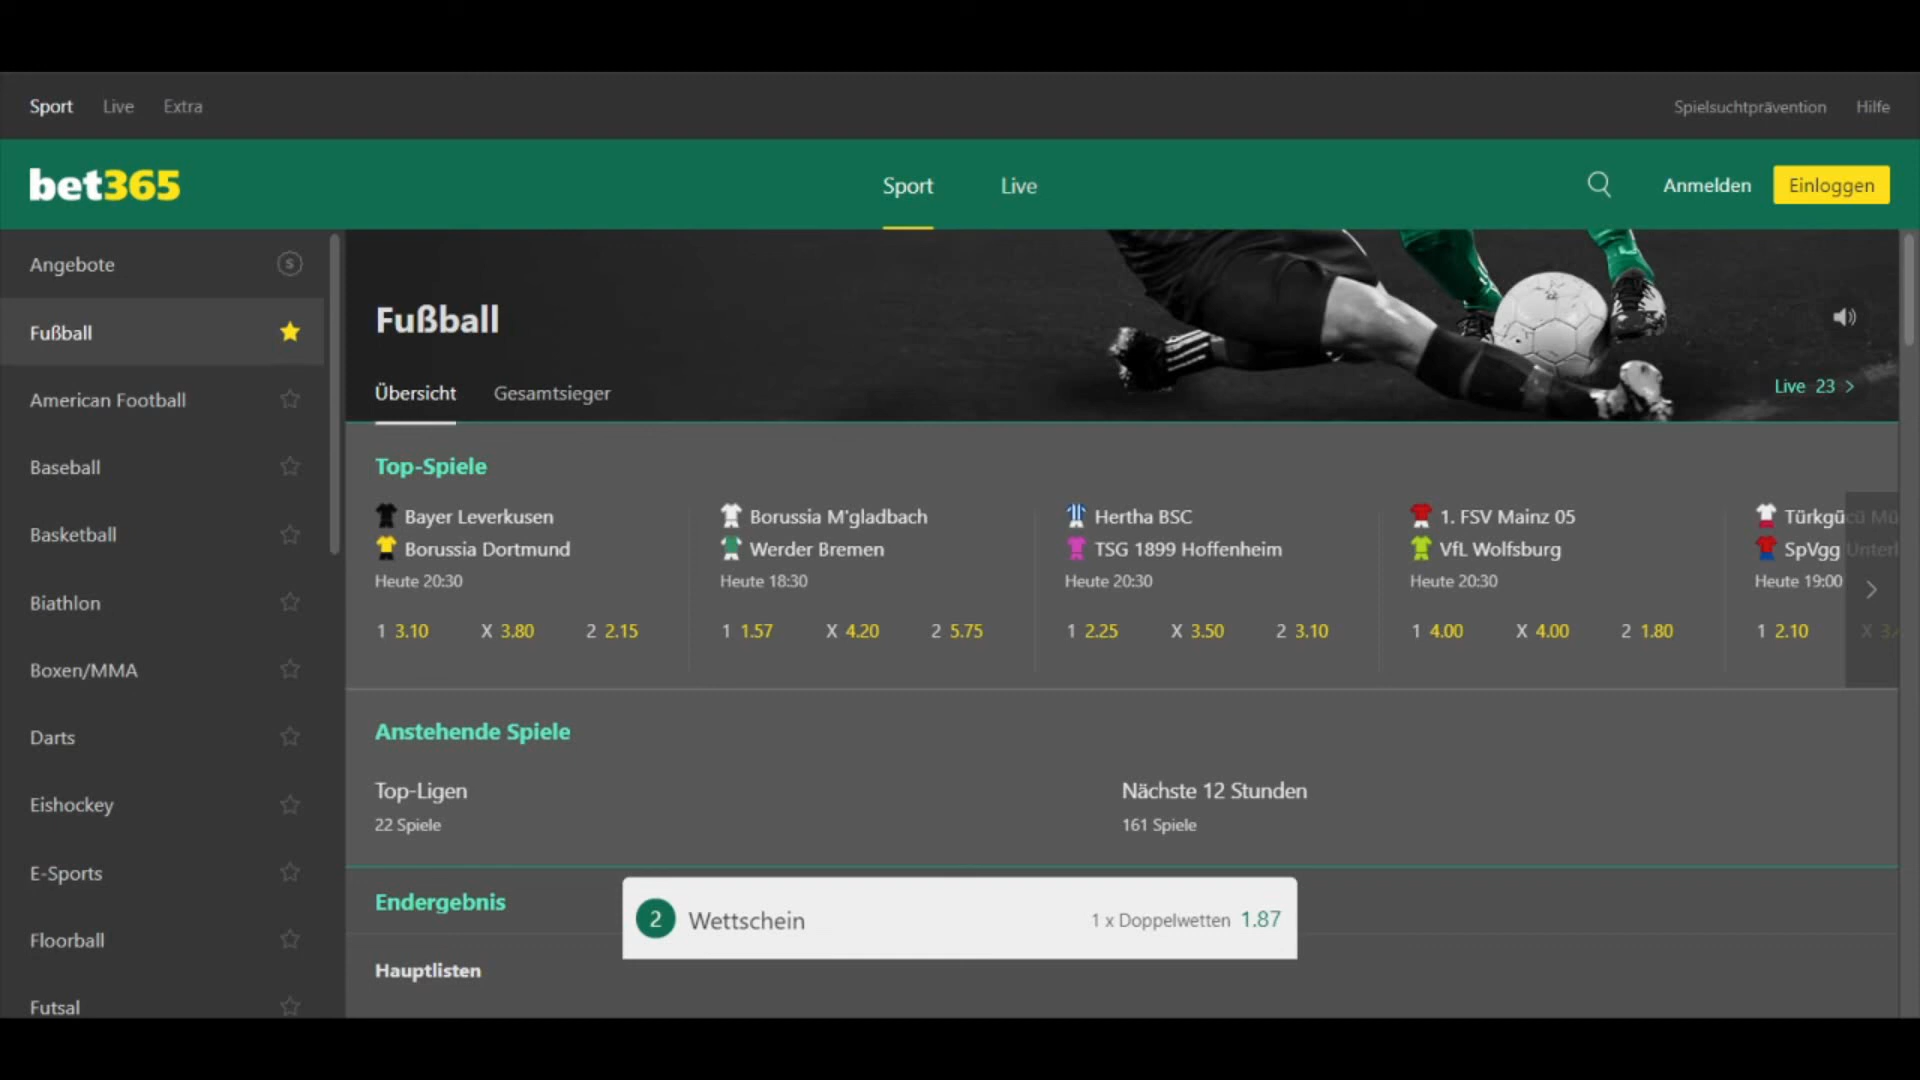 Sport Live Extra Spielsuchtprävention Hilfe
bet365 Sport Live Anmelden Einloggen
Angebote
Fußball
American Football
Baseball
Basketball
Biathlon
Boxen/MMA
Darts
Eishockey
E-Sports
Floorball
Futsal
Fußball
Übersicht Gesamtsieger
Live 23 >
Top-Spiele
Bayer Leverkusen
Borussia Dortmund
Heute 20:30
1 3.10 X 3.80 2 2.15
Borussia M'gladbach
Werder Bremen
Heute 18:30
1 1.57 X 4.20 2 5.75
Hertha BSC
TSG 1899 Hoffenheim
Heute 20:30
1 2.25 X 3.50 2 3.10
1. FSV Mainz 05
VfL Wolfsburg
Heute 20:30
1 4.00 X 4.00 2 1.80
Türkgücü Mü
SpVgg Unterl
Heute 19:00
1 2.10 X
Anstehende Spiele
Top-Ligen
22 Spiele
Nächste 12 Stunden
161 Spiele
Endergebnis
2 Wettschein 1 x Doppelwetten 1.87
Hauptlisten